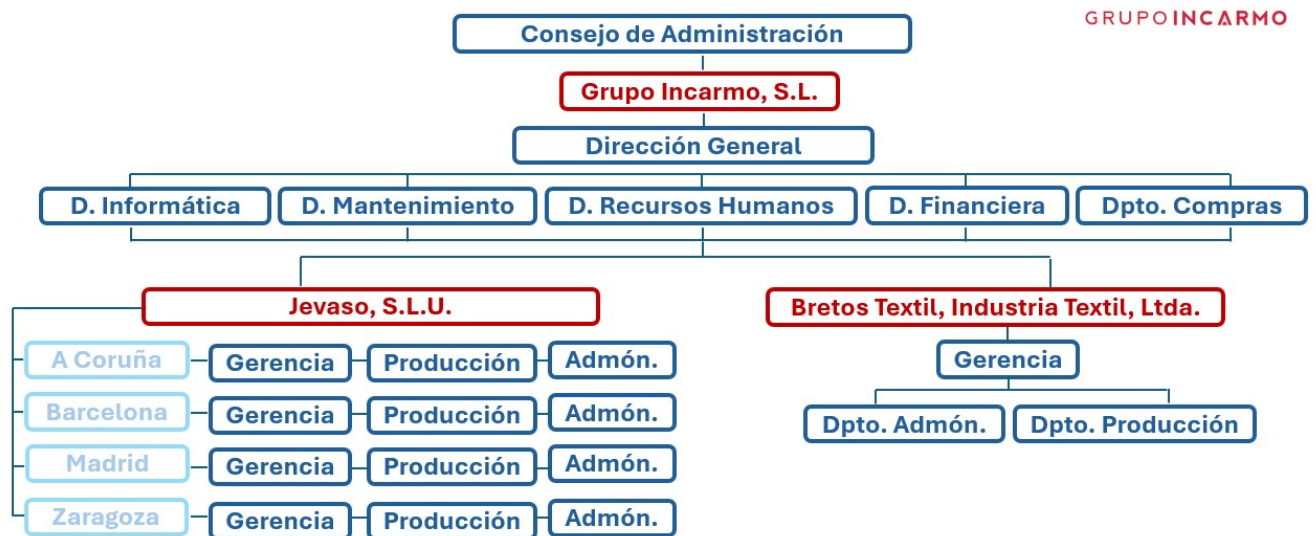 GRUPOINCARMO
Consejo de Administración
Grupo Incarmo, S.L.
Dirección General
D. Informática
D. Mantenimiento
D. Recursos Humanos
D. Financiera
Dpto. Compras
Jevaso, S.L.U.
Bretos Textil, Industria Textil, Ltda.
A Coruña
Gerencia
Producción
Admón.
Barcelona
Gerencia
Producción
Admón.
Madrid
Gerencia
Producción
Admón.
Zaragoza
Gerencia
Producción
Admón.
Gerencia
Dpto. Admón.
Dpto. Producción